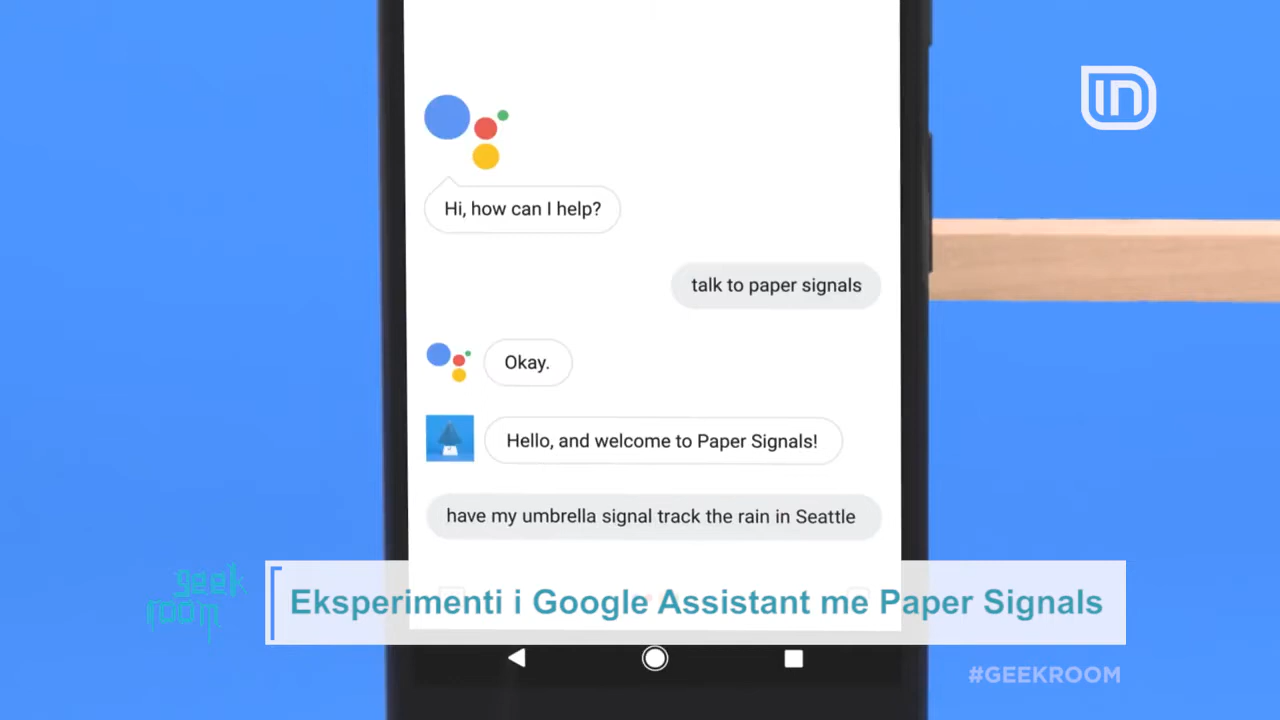 IN
Hi, how can I help?
talk to paper signals
Okay.
Hello, and welcome to Paper Signals!
have my umbrella signal track the rain in Seattle
geek
room
Eksperimenti i Google Assistant me Paper Signals
#GEEKROOM